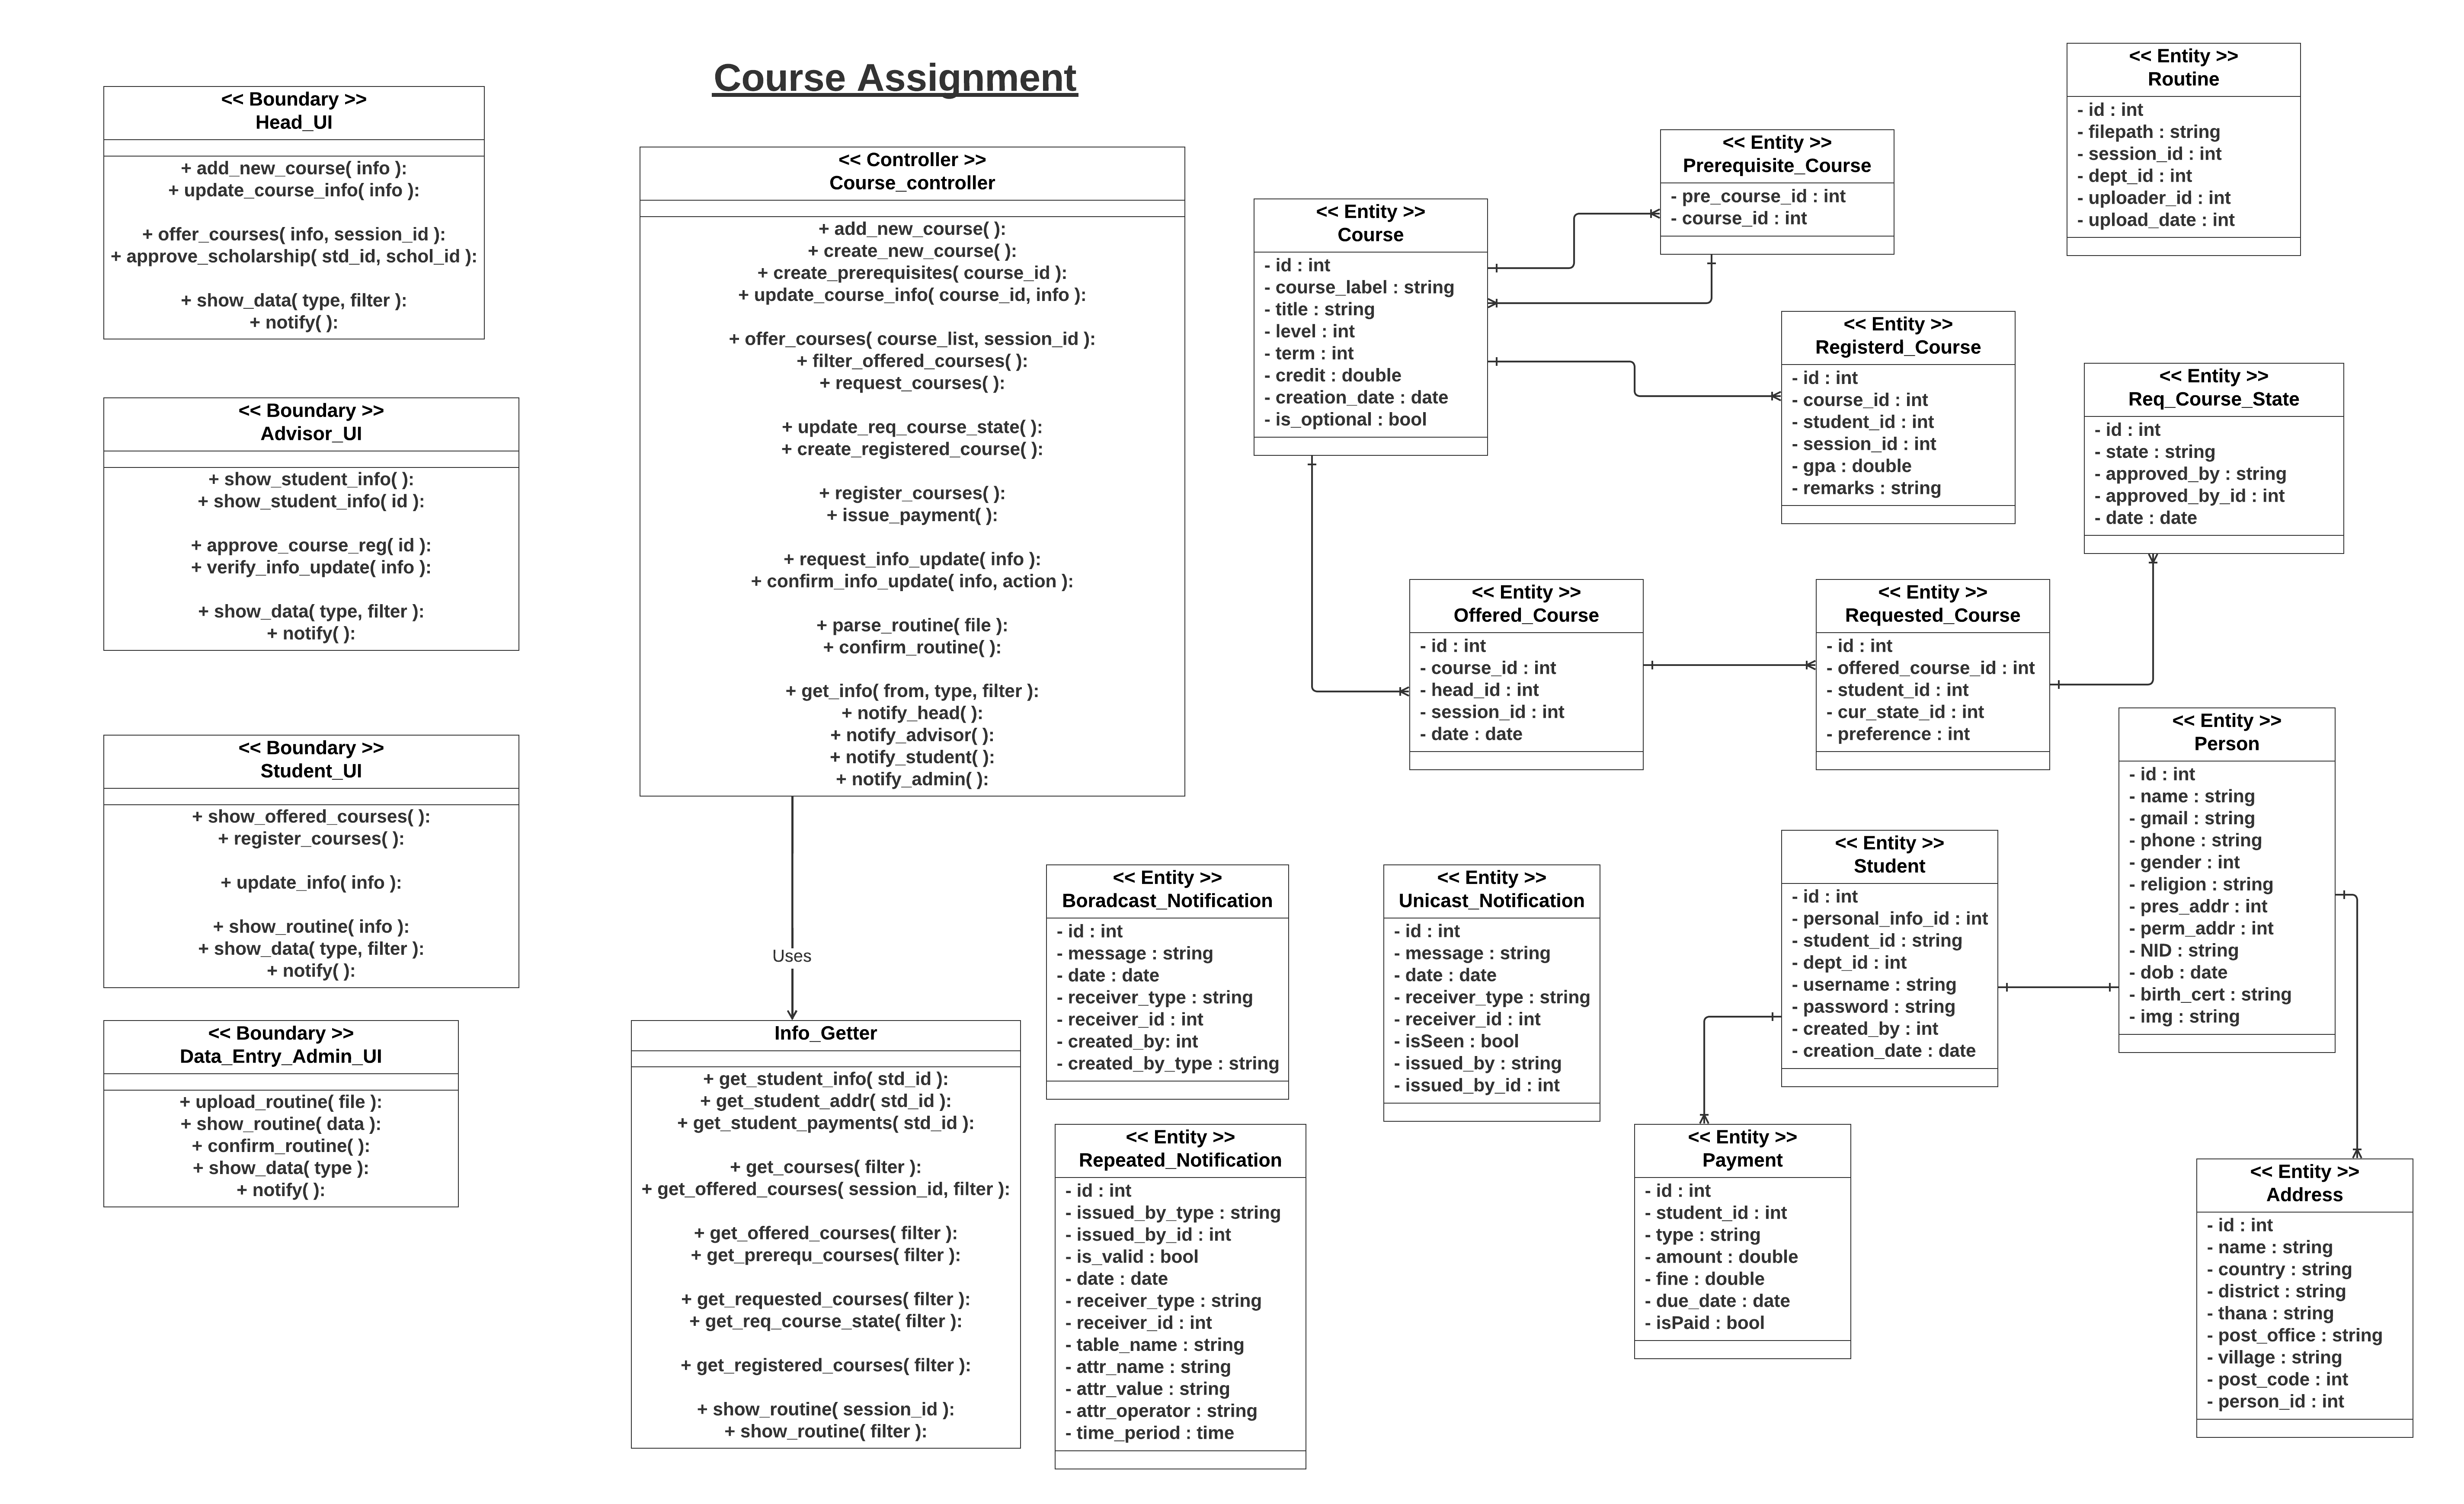 Course Assignment
<< Boundary >>
Head_UI
+ add_new_course( info ):
+ update_course_info( info ):
+ offer_courses( info, session_id ):
+ approve_scholarship( std_id, schol_id ):
+ show_data( type, filter ):
+ notify( ):
<< Boundary >>
Advisor_UI
+ show_student_info( ):
+ show_student_info( id ):
+ approve_course_reg( id ):
+ verify_info_update( info ):
+ show_data( type, filter ):
+ notify( ):
<< Boundary >>
Student_UI
+ show_offered_courses( ):
+ register_courses( ):
+ update_info( info ):
+ show_routine( info ):
+ show_data( type, filter ):
+ notify( ):
<< Boundary >>
Data_Entry_Admin_UI
+ upload_routine( file ):
+ show_routine( data ):
+ confirm_routine( ):
+ show_data( type ):
+ notify( ):
<< Controller >>
Course_controller
+ add_new_course( ):
+ create_new_course( ):
+ create_prerequisites( course_id ):
+ update_course_info( course_id, info ):
+ offer_courses( course_list, session_id ):
+ filter_offered_courses( ):
+ request_courses( ):
+ update_req_course_state( ):
+ create_registered_course( ):
+ register_courses( ):
+ issue_payment( ):
+ request_info_update( info ):
+ confirm_info_update( info, action ):
+ parse_routine( file ):
+ confirm_routine( ):
+ get_info( from, type, filter ):
+ notify_head( ):
+ notify_advisor( ):
+ notify_student( ):
+ notify_admin( ):
Uses
Info_Getter
+ get_student_info( std_id ):
+ get_student_addr( std_id ):
+ get_student_payments( std_id ):
+ get_courses( filter ):
+ get_offered_courses( session_id, filter ):
+ get_offered_courses( filter ):
+ get_prerequ_courses( filter ):
+ get_requested_courses( filter ):
+ get_req_course_state( filter ):
+ get_registered_courses( filter ):
+ show_routine( session_id ):
+ show_routine( filter ):
<< Entity >>
Course
- id : int
- course_label : string
- title : string
- level : int
- term : int
- credit : double
- creation_date : date
- is_optional : bool
<< Entity >>
Prerequisite_Course
- pre_course_id : int
- course_id : int
<< Entity >>
Routine
- id : int
- filepath : string
- session_id : int
- dept_id : int
- uploader_id : int
- upload_date : int
<< Entity >>
Registerd_Course
- id : int
- course_id : int
- student_id : int
- session_id : int
- gpa : double
- remarks : string
<< Entity >>
Req_Course_State
- id : int
- state : string
- approved_by : string
- approved_by_id : int
- date : date
<< Entity >>
Offered_Course
- id : int
- course_id : int
- head_id : int
- session_id : int
- date : date
<< Entity >>
Requested_Course
- id : int
- offered_course_id : int
- student_id : int
- cur_state_id : int
- preference : int
<< Entity >>
Person
- id : int
- name : string
- gmail : string
- phone : string
- gender : int
- religion : string
- pres_addr : int
- perm_addr : int
- NID : string
- dob : date
- birth_cert : string
- img : string
<< Entity >>
Student
- id : int
- personal_info_id : int
- student_id : string
- dept_id : int
- username : string
- password : string
- created_by : int
- creation_date : date
<< Entity >>
Boradcast_Notification
- id : int
- message : string
- date : date
- receiver_type : string
- receiver_id : int
- created_by: int
- created_by_type : string
<< Entity >>
Unicast_Notification
- id : int
- message : string
- date : date
- receiver_type : string
- receiver_id : int
- isSeen : bool
- issued_by : string
- issued_by_id : int
<< Entity >>
Repeated_Notification
- id : int
- issued_by_type : string
- issued_by_id : int
- is_valid : bool
- date : date
- receiver_type : string
- receiver_id : int
- table_name : string
- attr_name : string
- attr_value : string
- attr_operator : string
- time_period : time
<< Entity >>
Payment
- id : int
- student_id : int
- type : string
- amount : double
- fine : double
- due_date : date
- isPaid : bool
<< Entity >>
Address
- id : int
- name : string
- country : string
- district : string
- thana : string
- post_office : string
- village : string
- post_code : int
- person_id : int